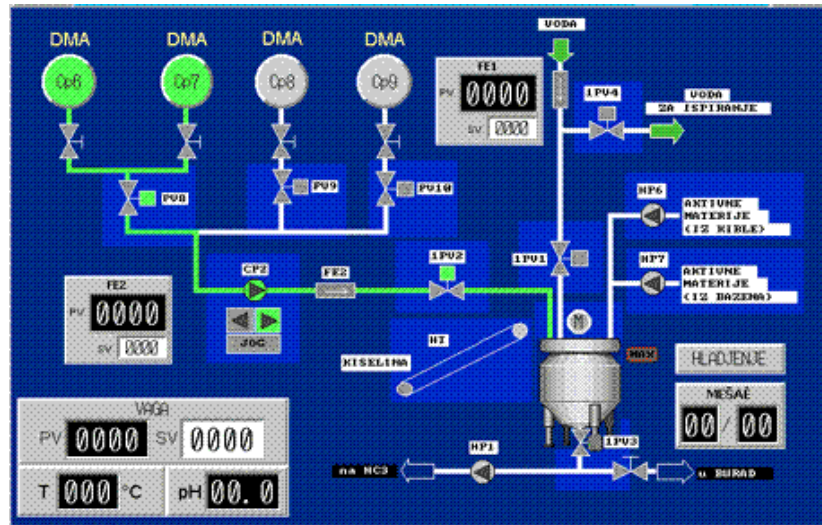 DMA DMA DMA DMA
Cp6 Cp7 Cp8 Cp9
VODA
FE1
PV 0000
SV 0000
1PV4
VODA
ZA ISPIRANJE
PV8
PV9
PV10
HP6
AKTIVNE
MATERIJE
(IZ KIBLE)
HP7
AKTIVNE
MATERIJE
(IZ BAZENA)
CP2
FE2
1PV2
1PV1
FE2
PV 0000
SV 0000
JOG
M
HT
KISELINA
MAX
HLADJENJE
MEŠAČ
00 / 00
VAGA
PV 0000 SV 0000
T 000 °C pH 00.0
HP1
1PV3
na NC3
u BURAD